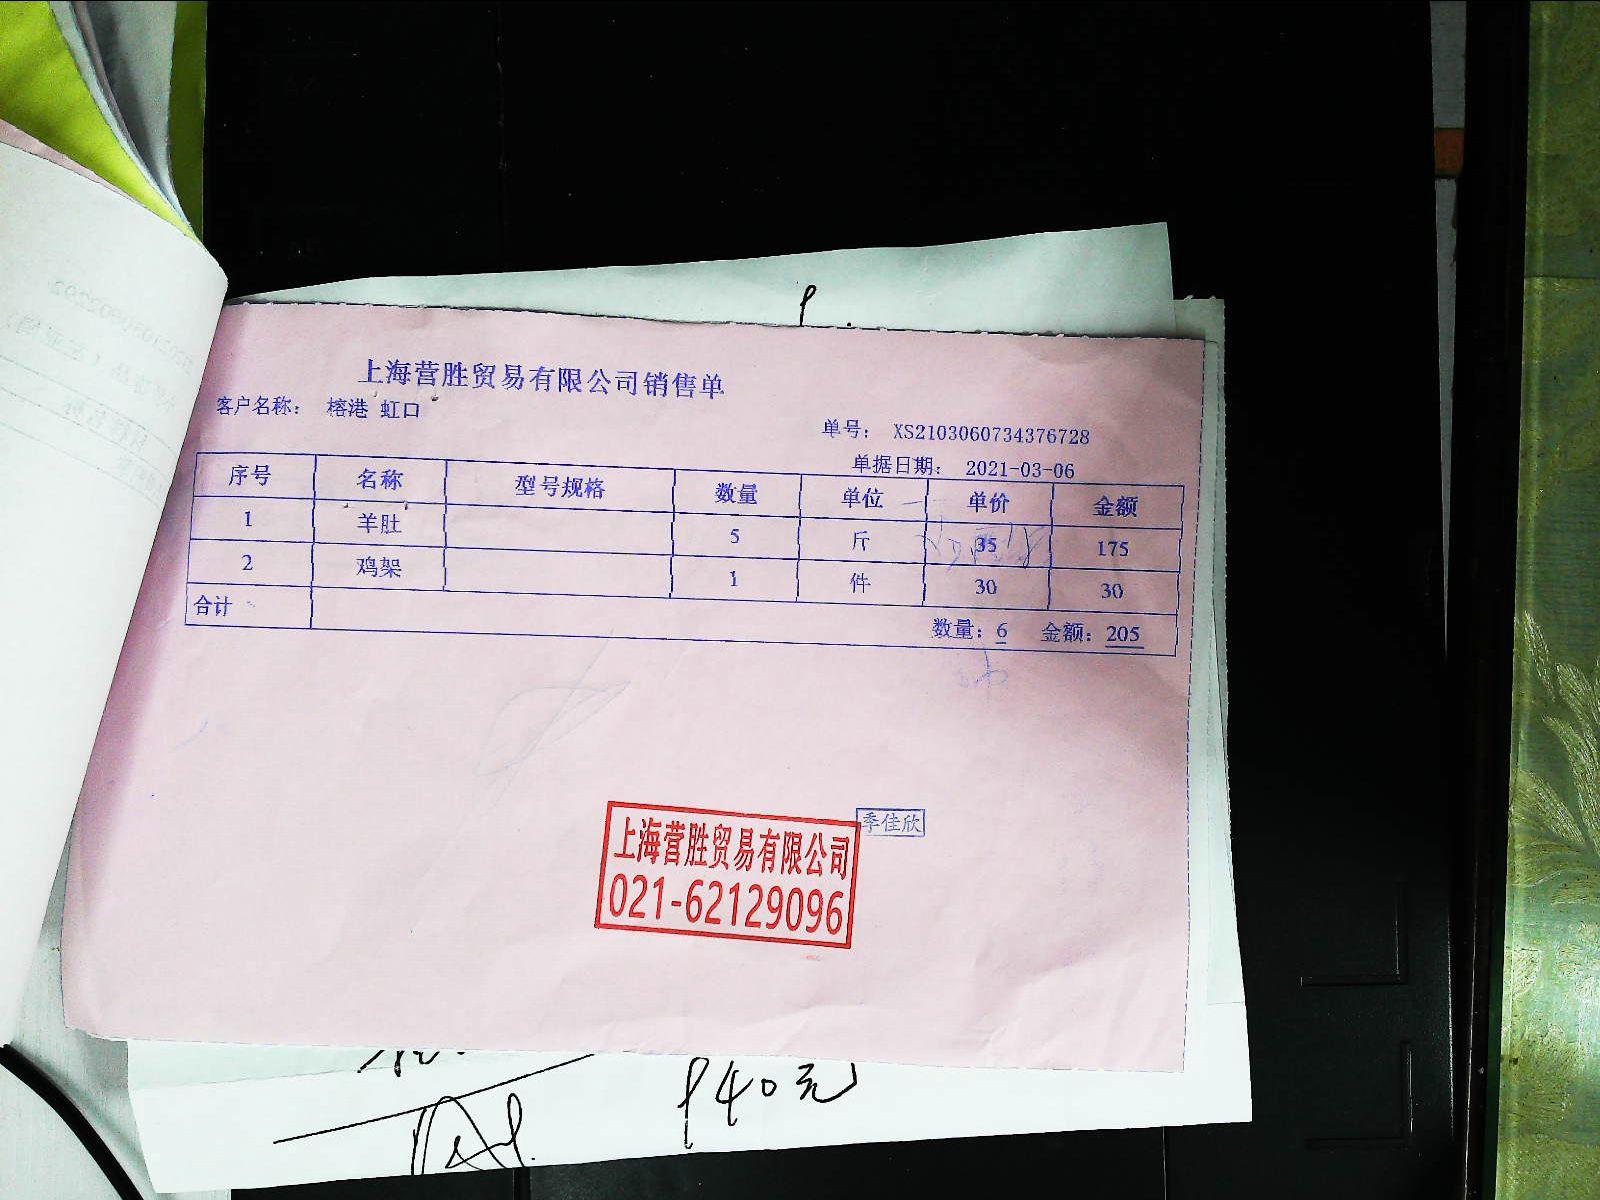 上海营胜贸易有限公司销售单
客户名称： 榕港 虹口
单号： XS2103060734376728
单据日期： 2021-03-06
序号 名称 型号规格 数量 单位 单价 金额
1 羊肚 5 斤 35 175
2 鸡架 1 件 30 30
合计 数量：6 金额：205
季佳欣
上海营胜贸易有限公司
021-62129096
940元